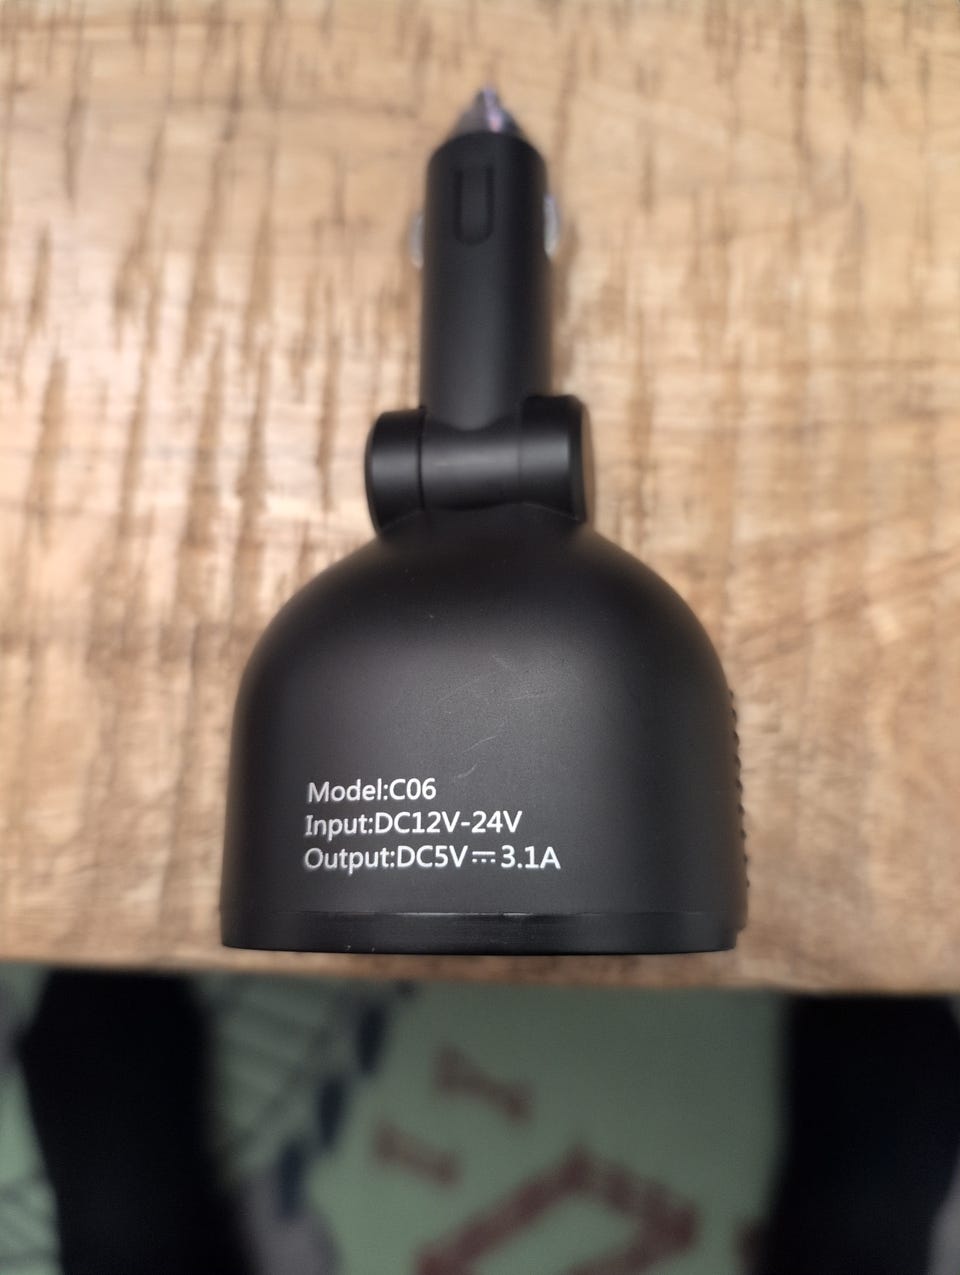 Model:C06
Input:DC12V-24V
Output:DC5V⎓3.1A